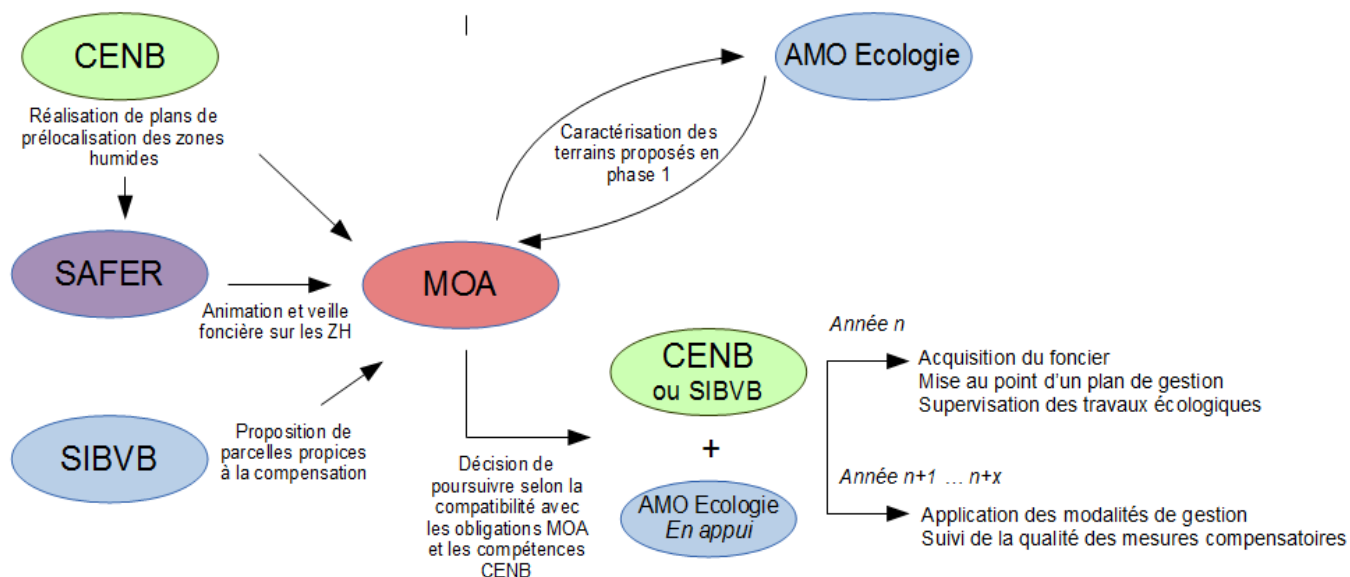 CENB
Réalisation de plans de
prélocalisation des zones
humides
AMO Ecologie
Caractérisation des
terrains proposés en
phase 1
SAFER
Animation et veille
foncière sur les ZH
MOA
SIBVB
Proposition de
parcelles propices
à la compensation
Décision de
poursuivre selon la
compatibilité avec
les obligations MOA
et les compétences
CENB
CENB
ou SIBVB
+
AMO Ecologie
En appui
Année n
Acquisition du foncier
Mise au point d'un plan de gestion
Supervision des travaux écologiques
Année n+1 ... n+x
Application des modalités de gestion
Suivi de la qualité des mesures compensatoires